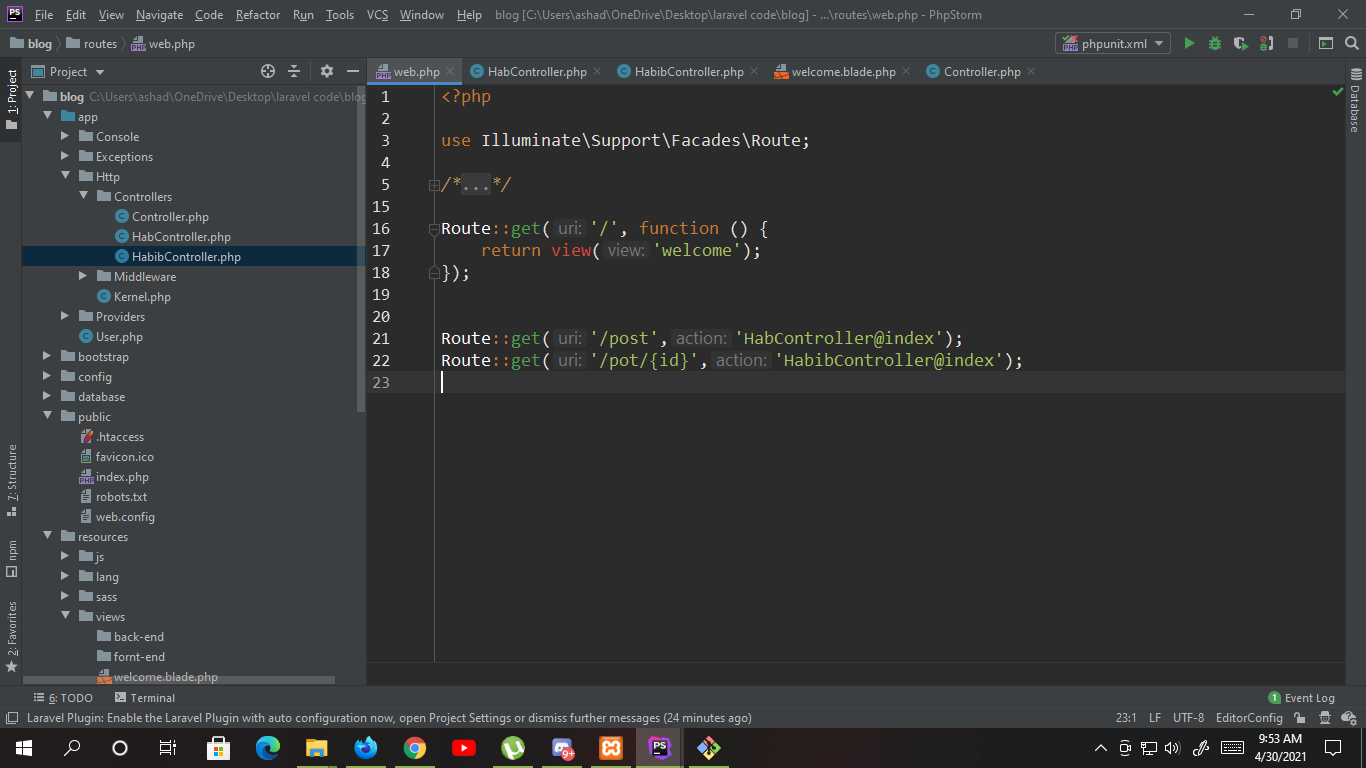 PS File Edit View Navigate Code Refactor Run Tools VCS Window Help blog [C:\Users\ashad\OneDrive\Desktop\laravel code\blog] - ...\routes\web.php - PhpStorm
blog routes web.php phpunit.xml
1: Project
Project
web.php HabController.php HabibController.php welcome.blade.php Controller.php
Database
blog C:\Users\ashad\OneDrive\Desktop\laravel code\blog
app
Console
Exceptions
Http
Controllers
Controller.php
HabController.php
HabibController.php
Middleware
Kernel.php
Providers
User.php
bootstrap
config
database
public
.htaccess
favicon.ico
index.php
robots.txt
web.config
resources
js
lang
sass
views
back-end
fornt-end
welcome.blade.php
7: Structure
npm
2: Favorites
1 <?php
2
3 use Illuminate\Support\Facades\Route;
4
5 /*...*/
15
16 Route::get( uri: '/', function () {
17 return view( view: 'welcome');
18 });
19
20
21 Route::get( uri: '/post', action: 'HabController@index');
22 Route::get( uri: '/pot/{id}', action: 'HabibController@index');
23
6: TODO Terminal 1 Event Log
Laravel Plugin: Enable the Laravel Plugin with auto configuration now, open Project Settings or dismiss further messages (24 minutes ago) 23:1 LF UTF-8 EditorConfig
9+ PS 9:53 AM
4/30/2021